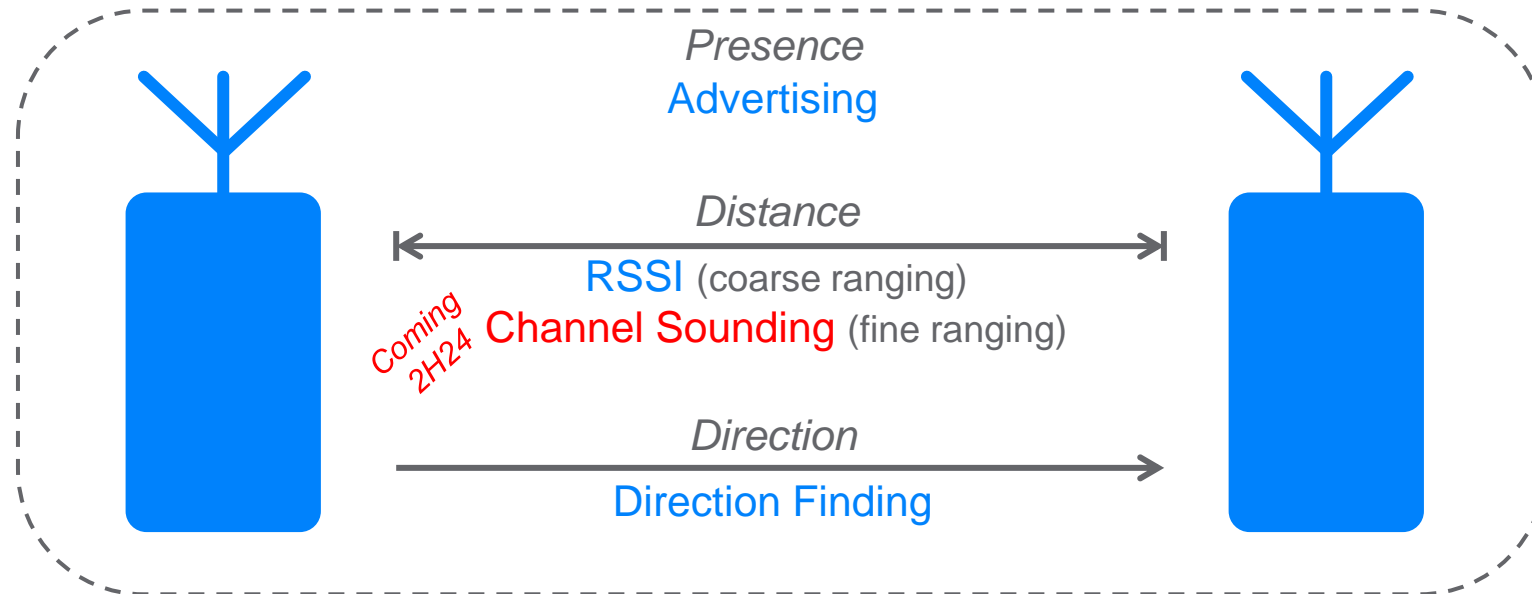 Presence
Advertising
Distance
RSSI (coarse ranging)
Coming
2H24
Channel Sounding (fine ranging)
Direction
Direction Finding